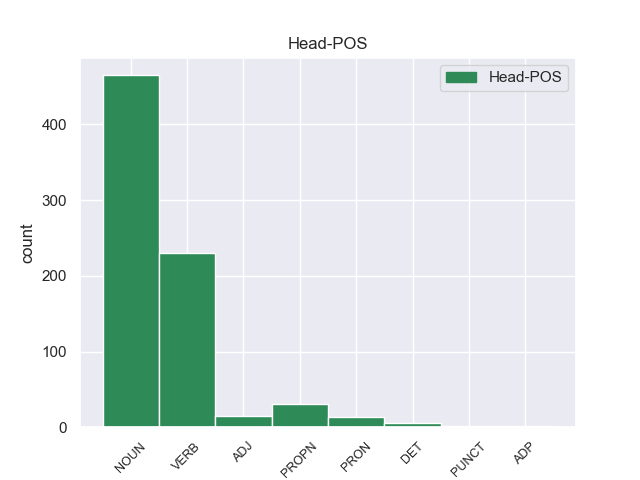 Head-POS
Head-POS
count
400
300
200
100
0
NOUN
VERB
ADJ
PROPN
PRON
DET
PUNCT
ADP